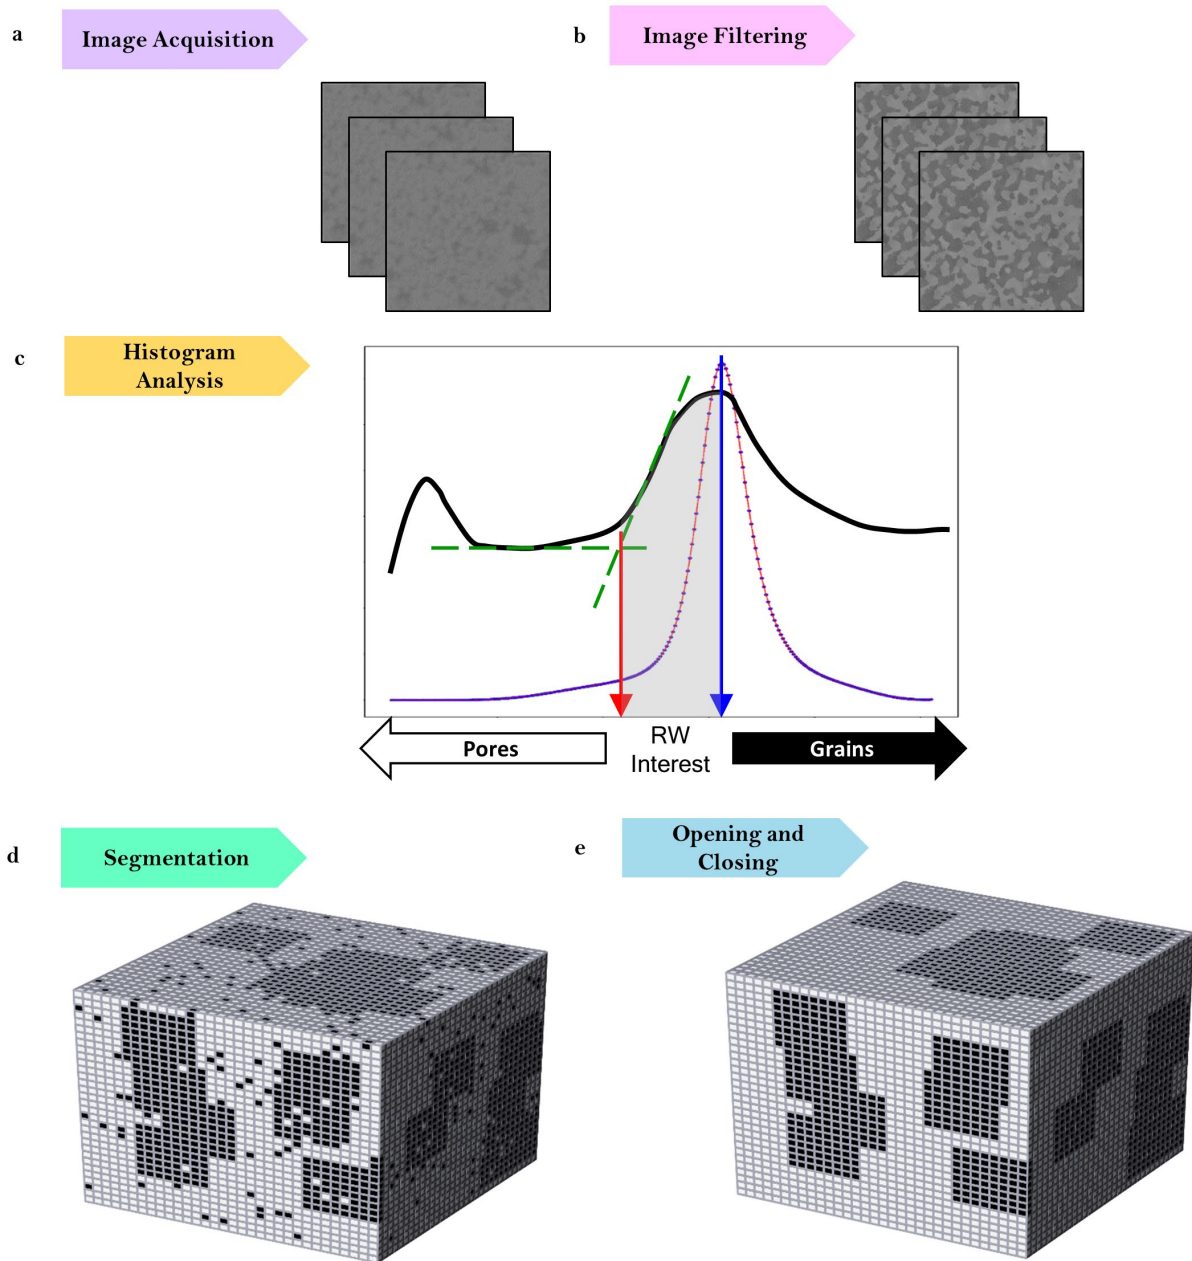 a
Image Acquisition
b
Image Filtering
c
Histogram
Analysis
Pores
RW
Interest
Grains
d
Segmentation
e
Opening and
Closing